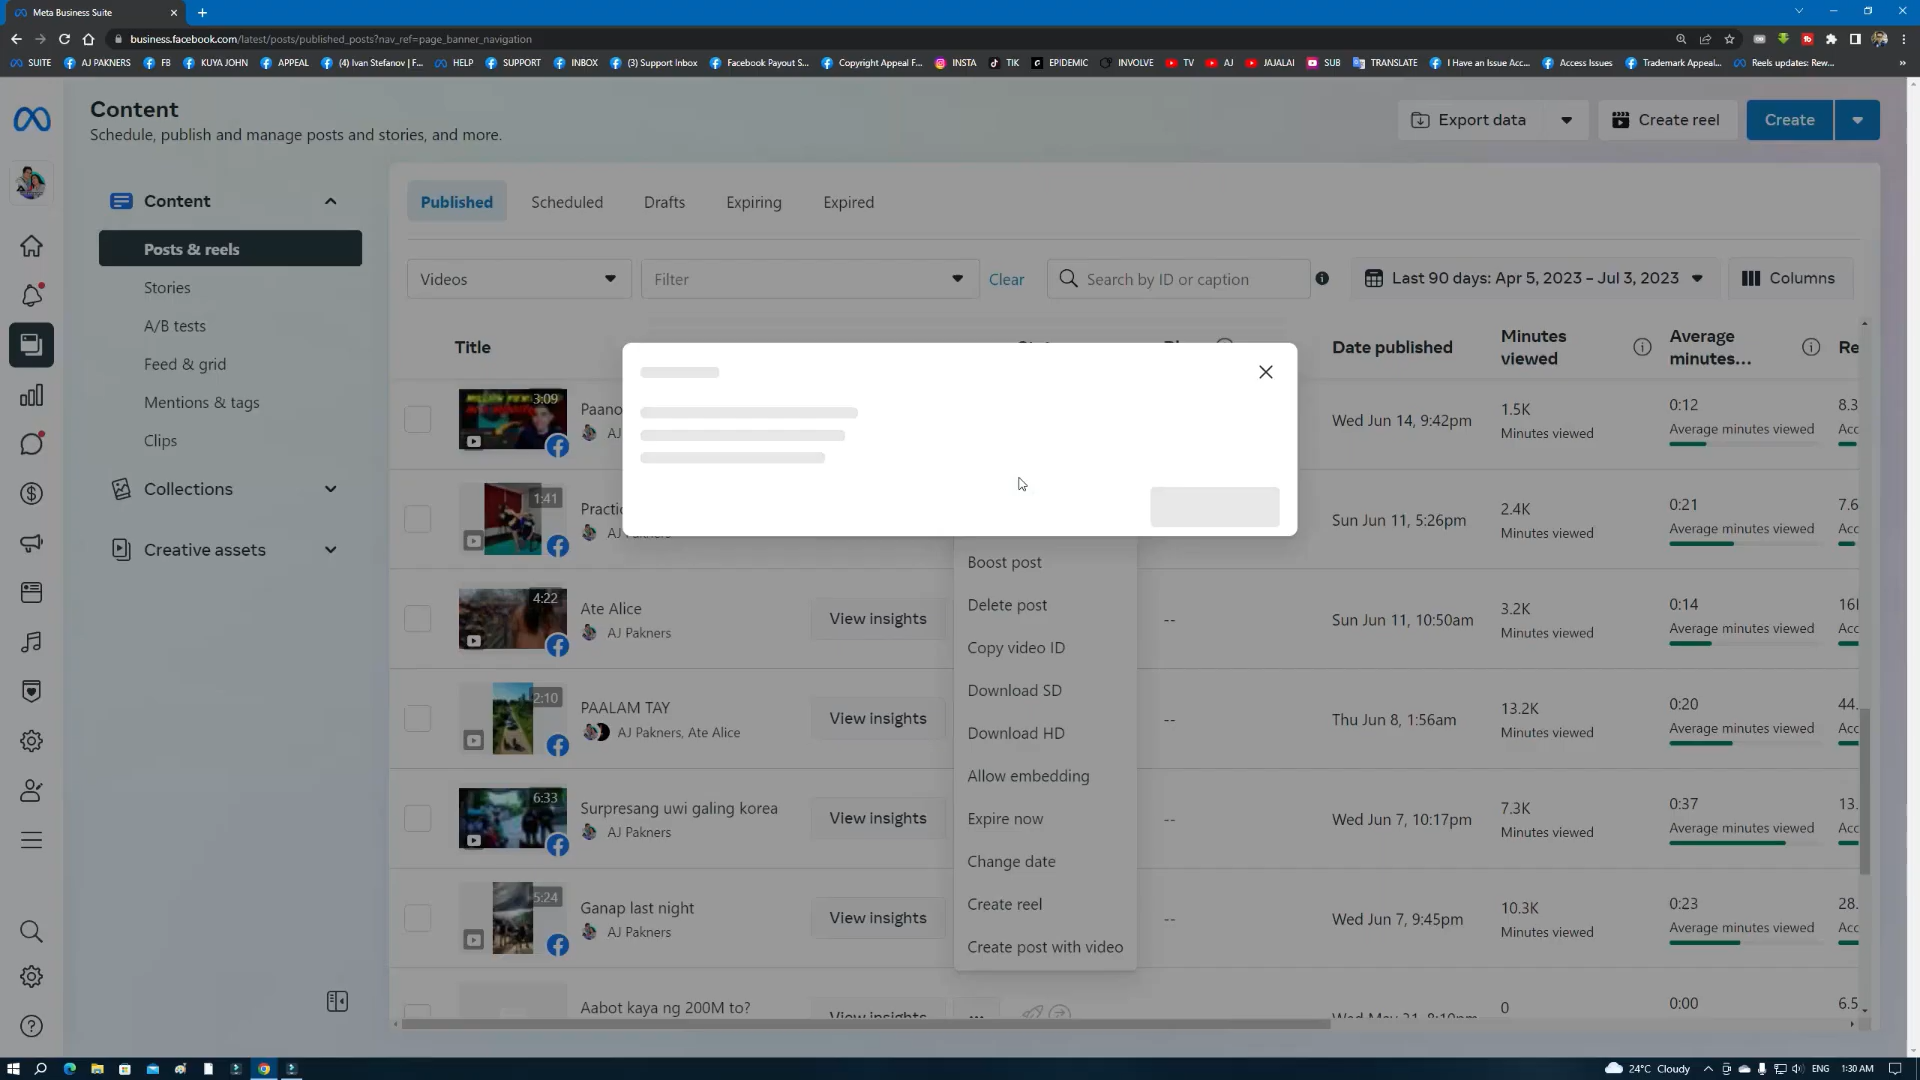 Meta Business Suite
business.facebook.com/latest/posts/published_posts?nav_ref=page_banner_navigation
SUITE
AJ PAKNERS
FB
KUYA JOHN
APPEAL
(4) Ivan Stefanov | F...
HELP
SUPPORT
INBOX
(3) Support Inbox
Facebook Payout S...
Copyright Appeal F...
INSTA
TIK
EPIDEMIC
INVOLVE
TV
AJ
JAJALAI
SUB
TRANSLATE
I Have an Issue Acc...
Access Issues
Trademark Appeal...
Reels updates: Rew...
Content
Schedule, publish and manage posts and stories, and more.
Export data
Create reel
Create
Content
Posts & reels
Stories
A/B tests
Feed & grid
Mentions & tags
Clips
Collections
Creative assets
Published
Scheduled
Drafts
Expiring
Expired
Videos
Filter
Clear
Search by ID or caption
Last 90 days: Apr 5, 2023 – Jul 3, 2023
Columns
Title
Date published
Minutes viewed
Average minutes...
Re
3:09
Paano
AJ
Wed Jun 14, 9:42pm
1.5K
Minutes viewed
0:12
Average minutes viewed
8.3
Acc
1:41
Practic
AJ
Sun Jun 11, 5:26pm
2.4K
Minutes viewed
0:21
Average minutes viewed
7.6
Acc
4:22
Ate Alice
AJ Pakners
View insights
--
Sun Jun 11, 10:50am
3.2K
Minutes viewed
0:14
Average minutes viewed
16
Acc
2:10
PAALAM TAY
AJ Pakners, Ate Alice
View insights
--
Thu Jun 8, 1:56am
13.2K
Minutes viewed
0:20
Average minutes viewed
44.
Acc
6:33
Surpresang uwi galing korea
AJ Pakners
View insights
--
Wed Jun 7, 10:17pm
7.3K
Minutes viewed
0:37
Average minutes viewed
13.
Acc
5:24
Ganap last night
AJ Pakners
View insights
--
Wed Jun 7, 9:45pm
10.3K
Minutes viewed
0:23
Average minutes viewed
28.
Acc
Aabot kaya ng 200M to?
View insights
...
Wed May 31, 8:10pm
0
0:00
6.5
Boost post
Delete post
Copy video ID
Download SD
Download HD
Allow embedding
Expire now
Change date
Create reel
Create post with video
24°C Cloudy
ENG
1:30 AM